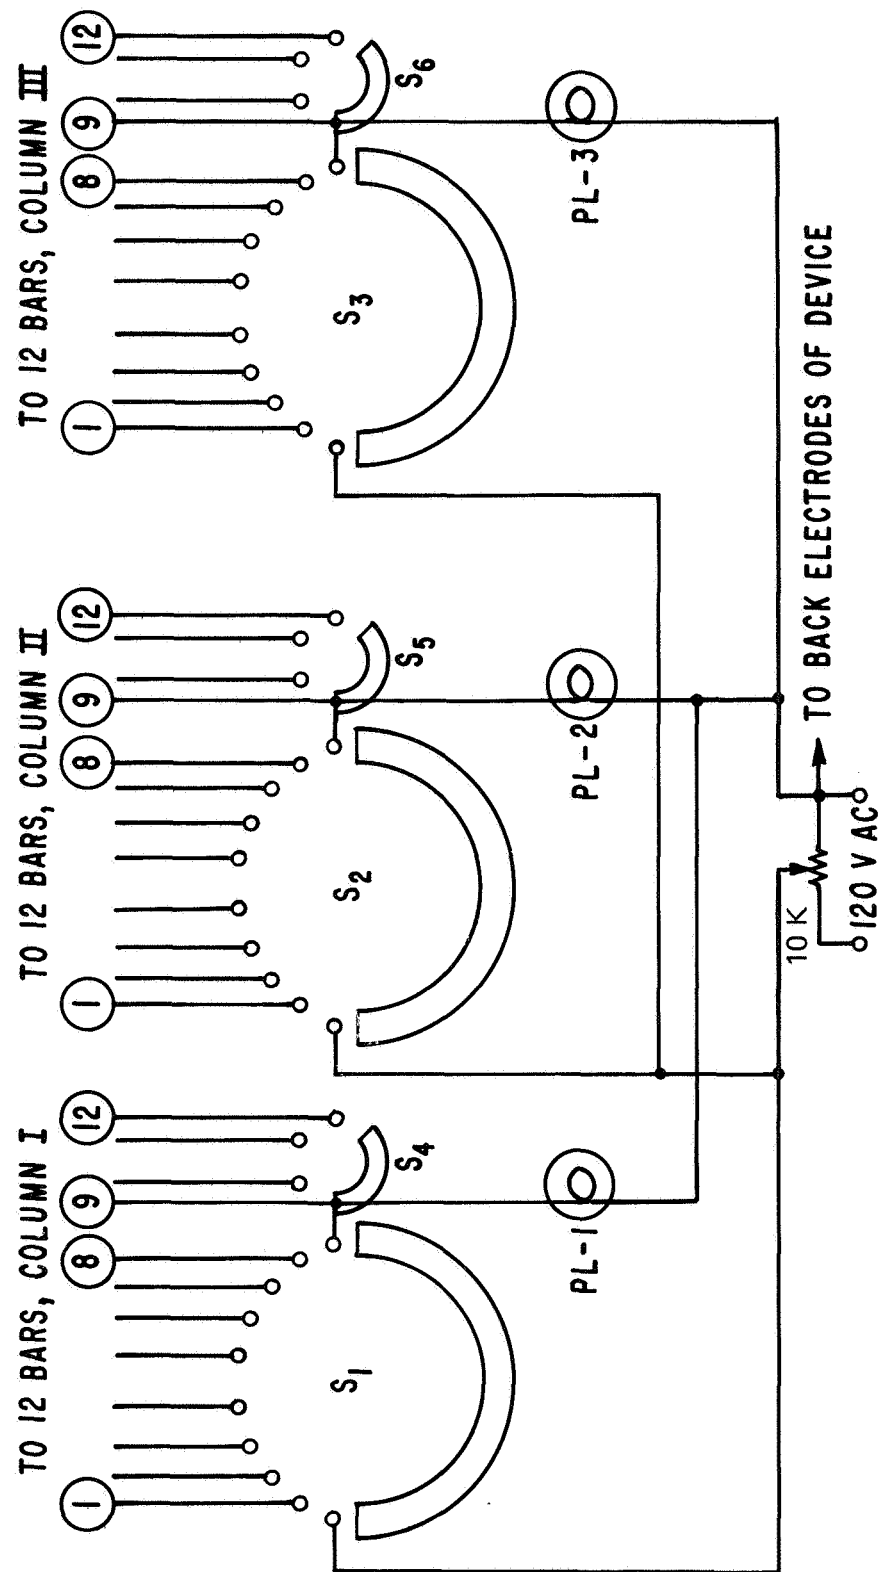 TO 12 BARS, COLUMN I
TO 12 BARS, COLUMN II
TO 12 BARS, COLUMN III
1
8
9
12
1
8
9
12
1
8
9
12
S1
S4
S2
S5
S3
S6
PL-1
PL-2
PL-3
10 K
TO BACK ELECTRODES OF DEVICE
120 V AC